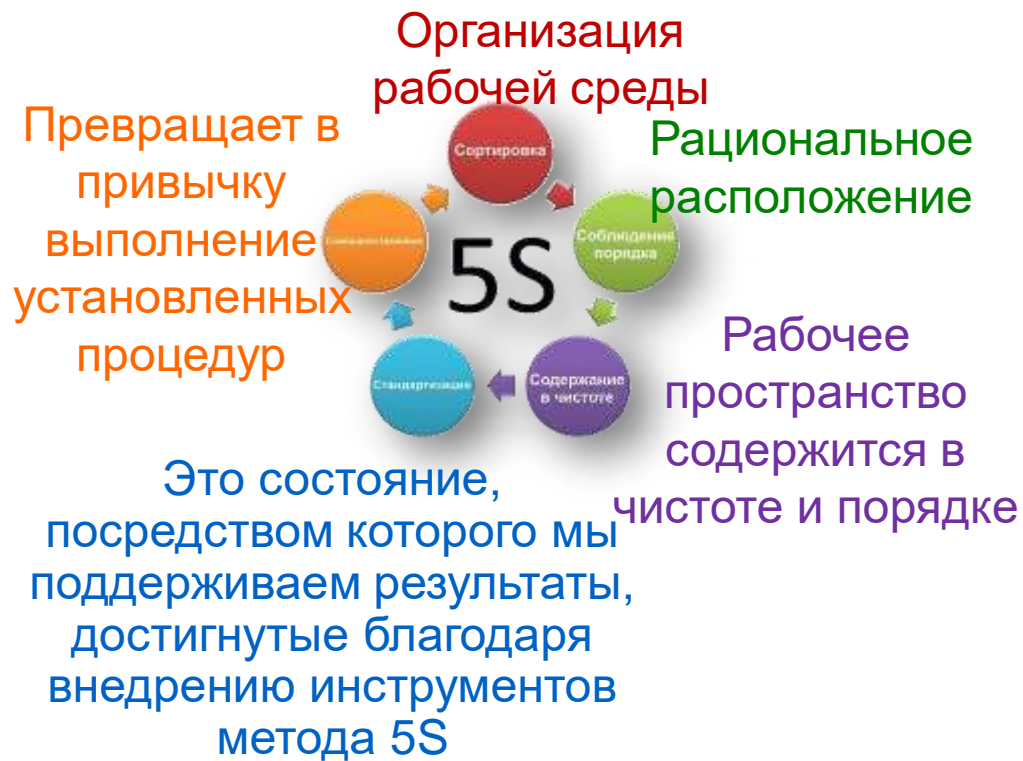 Организация
рабочей среды
Превращает в
привычку
выполнение
установленных
процедур
Сортировка
Рациональное
расположение
Соблюдение
порядка
5S
Рабочее
пространство
содержится в
чистоте и порядке
Стандартизация
Содержание
в чистоте
Это состояние,
посредством которого мы
поддерживаем результаты,
достигнутые благодаря
внедрению инструментов
метода 5S